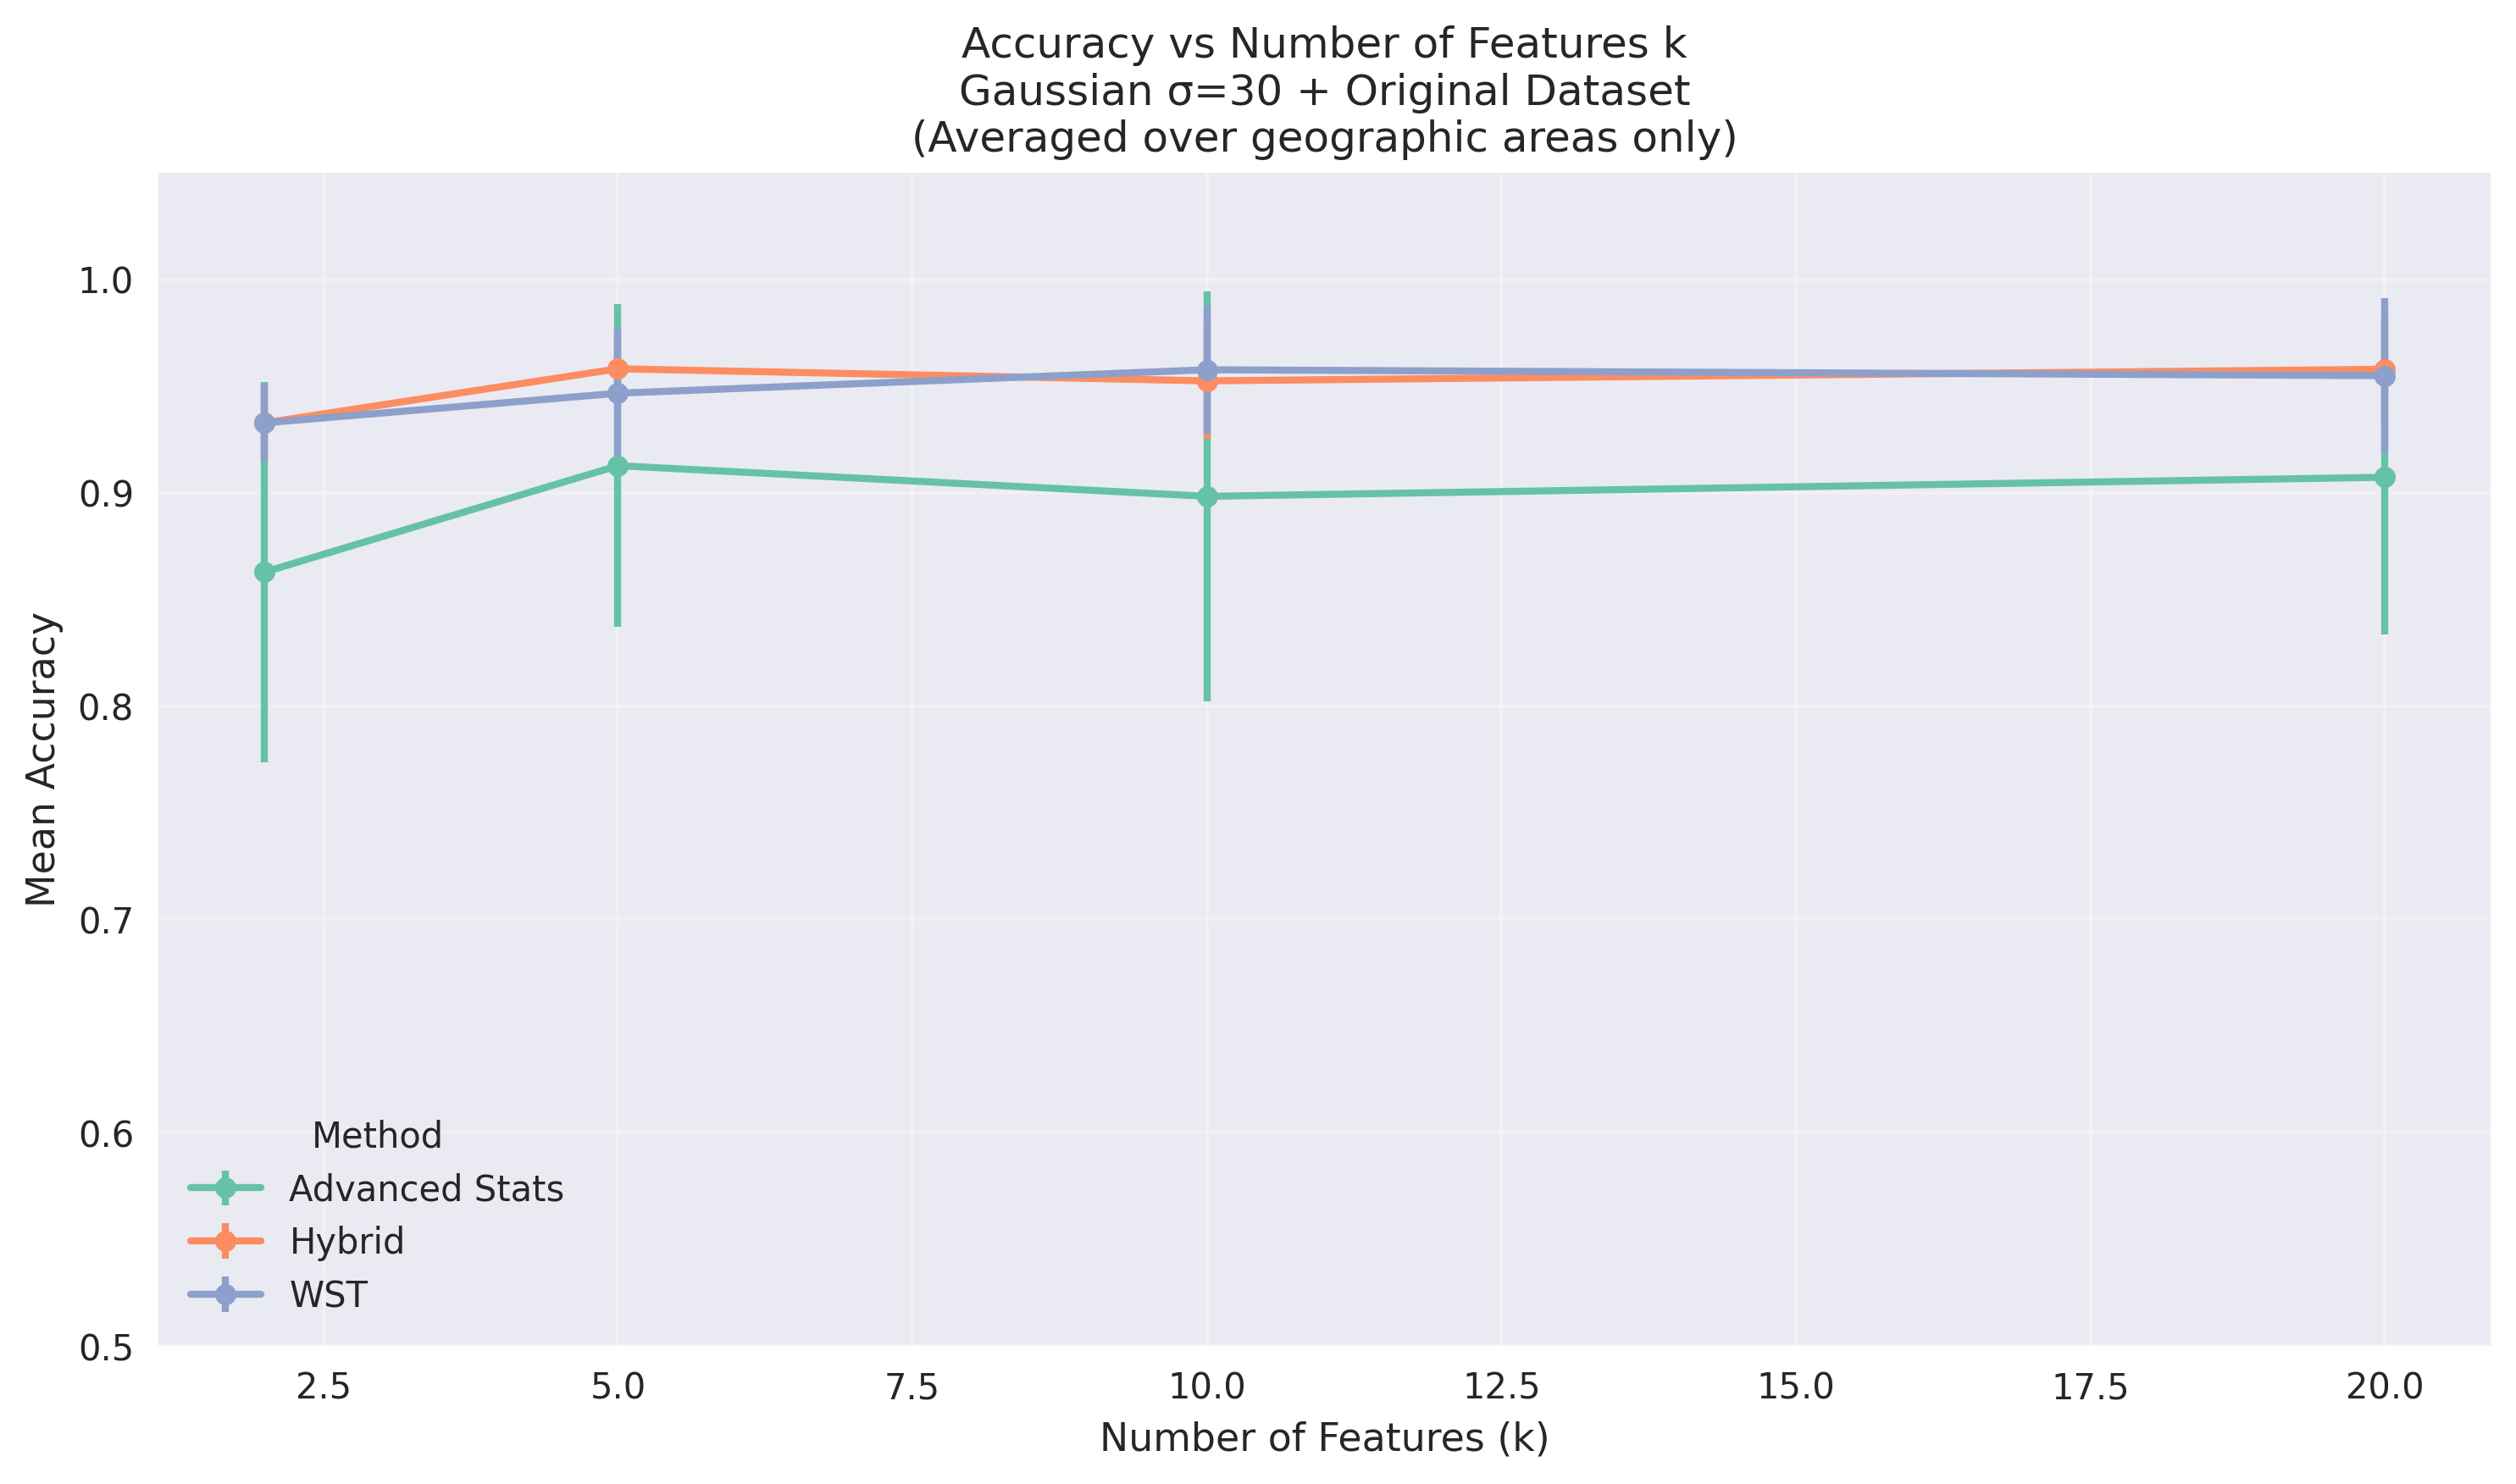 Accuracy vs Number of Features k
Gaussian σ=30 + Original Dataset
(Averaged over geographic areas only)
Mean Accuracy
1.0
0.9
0.8
0.7
0.6
0.5
Method
Advanced Stats
Hybrid
WST
2.5 5.0 7.5 10.0 12.5 15.0 17.5 20.0
Number of Features (k)